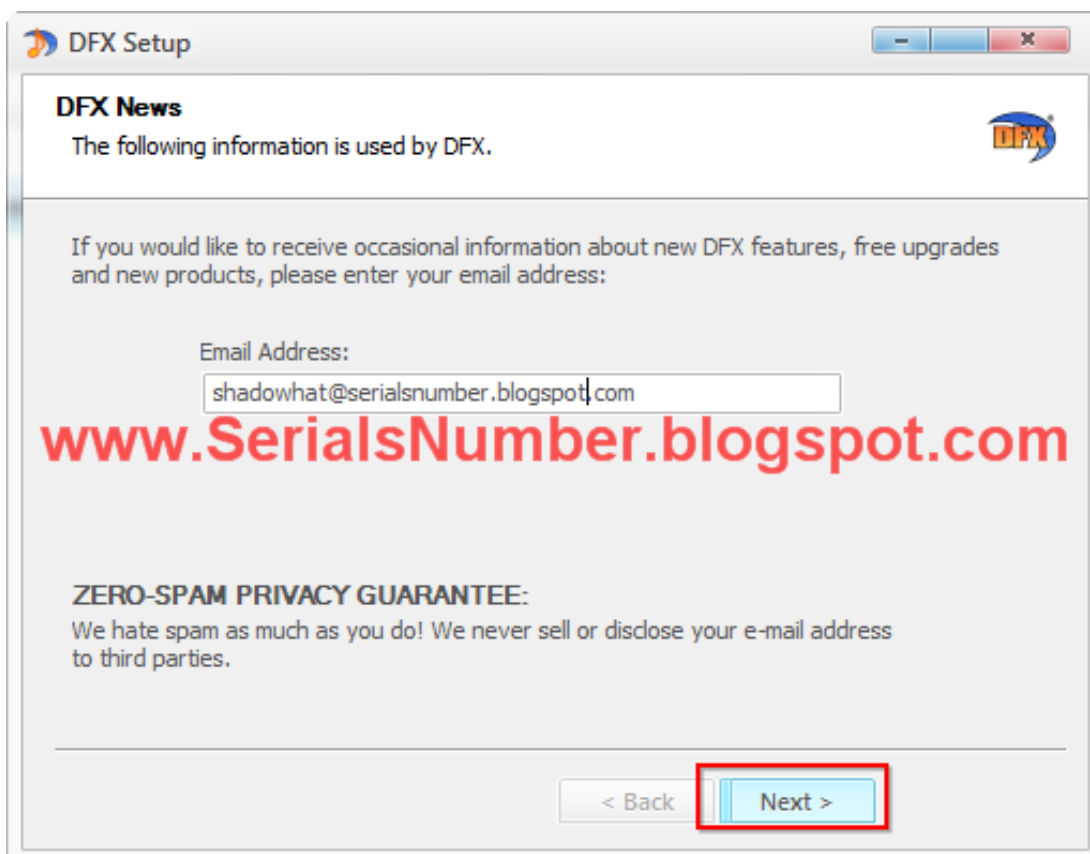 DFX Setup
DFX News
The following information is used by DFX.
DFX
If you would like to receive occasional information about new DFX features, free upgrades
and new products, please enter your email address:
Email Address:
shadowhat@serialsnumber.blogspot.com
www.SerialsNumber.blogspot.com
ZERO-SPAM PRIVACY GUARANTEE:
We hate spam as much as you do! We never sell or disclose your e-mail address
to third parties.
< Back Next >